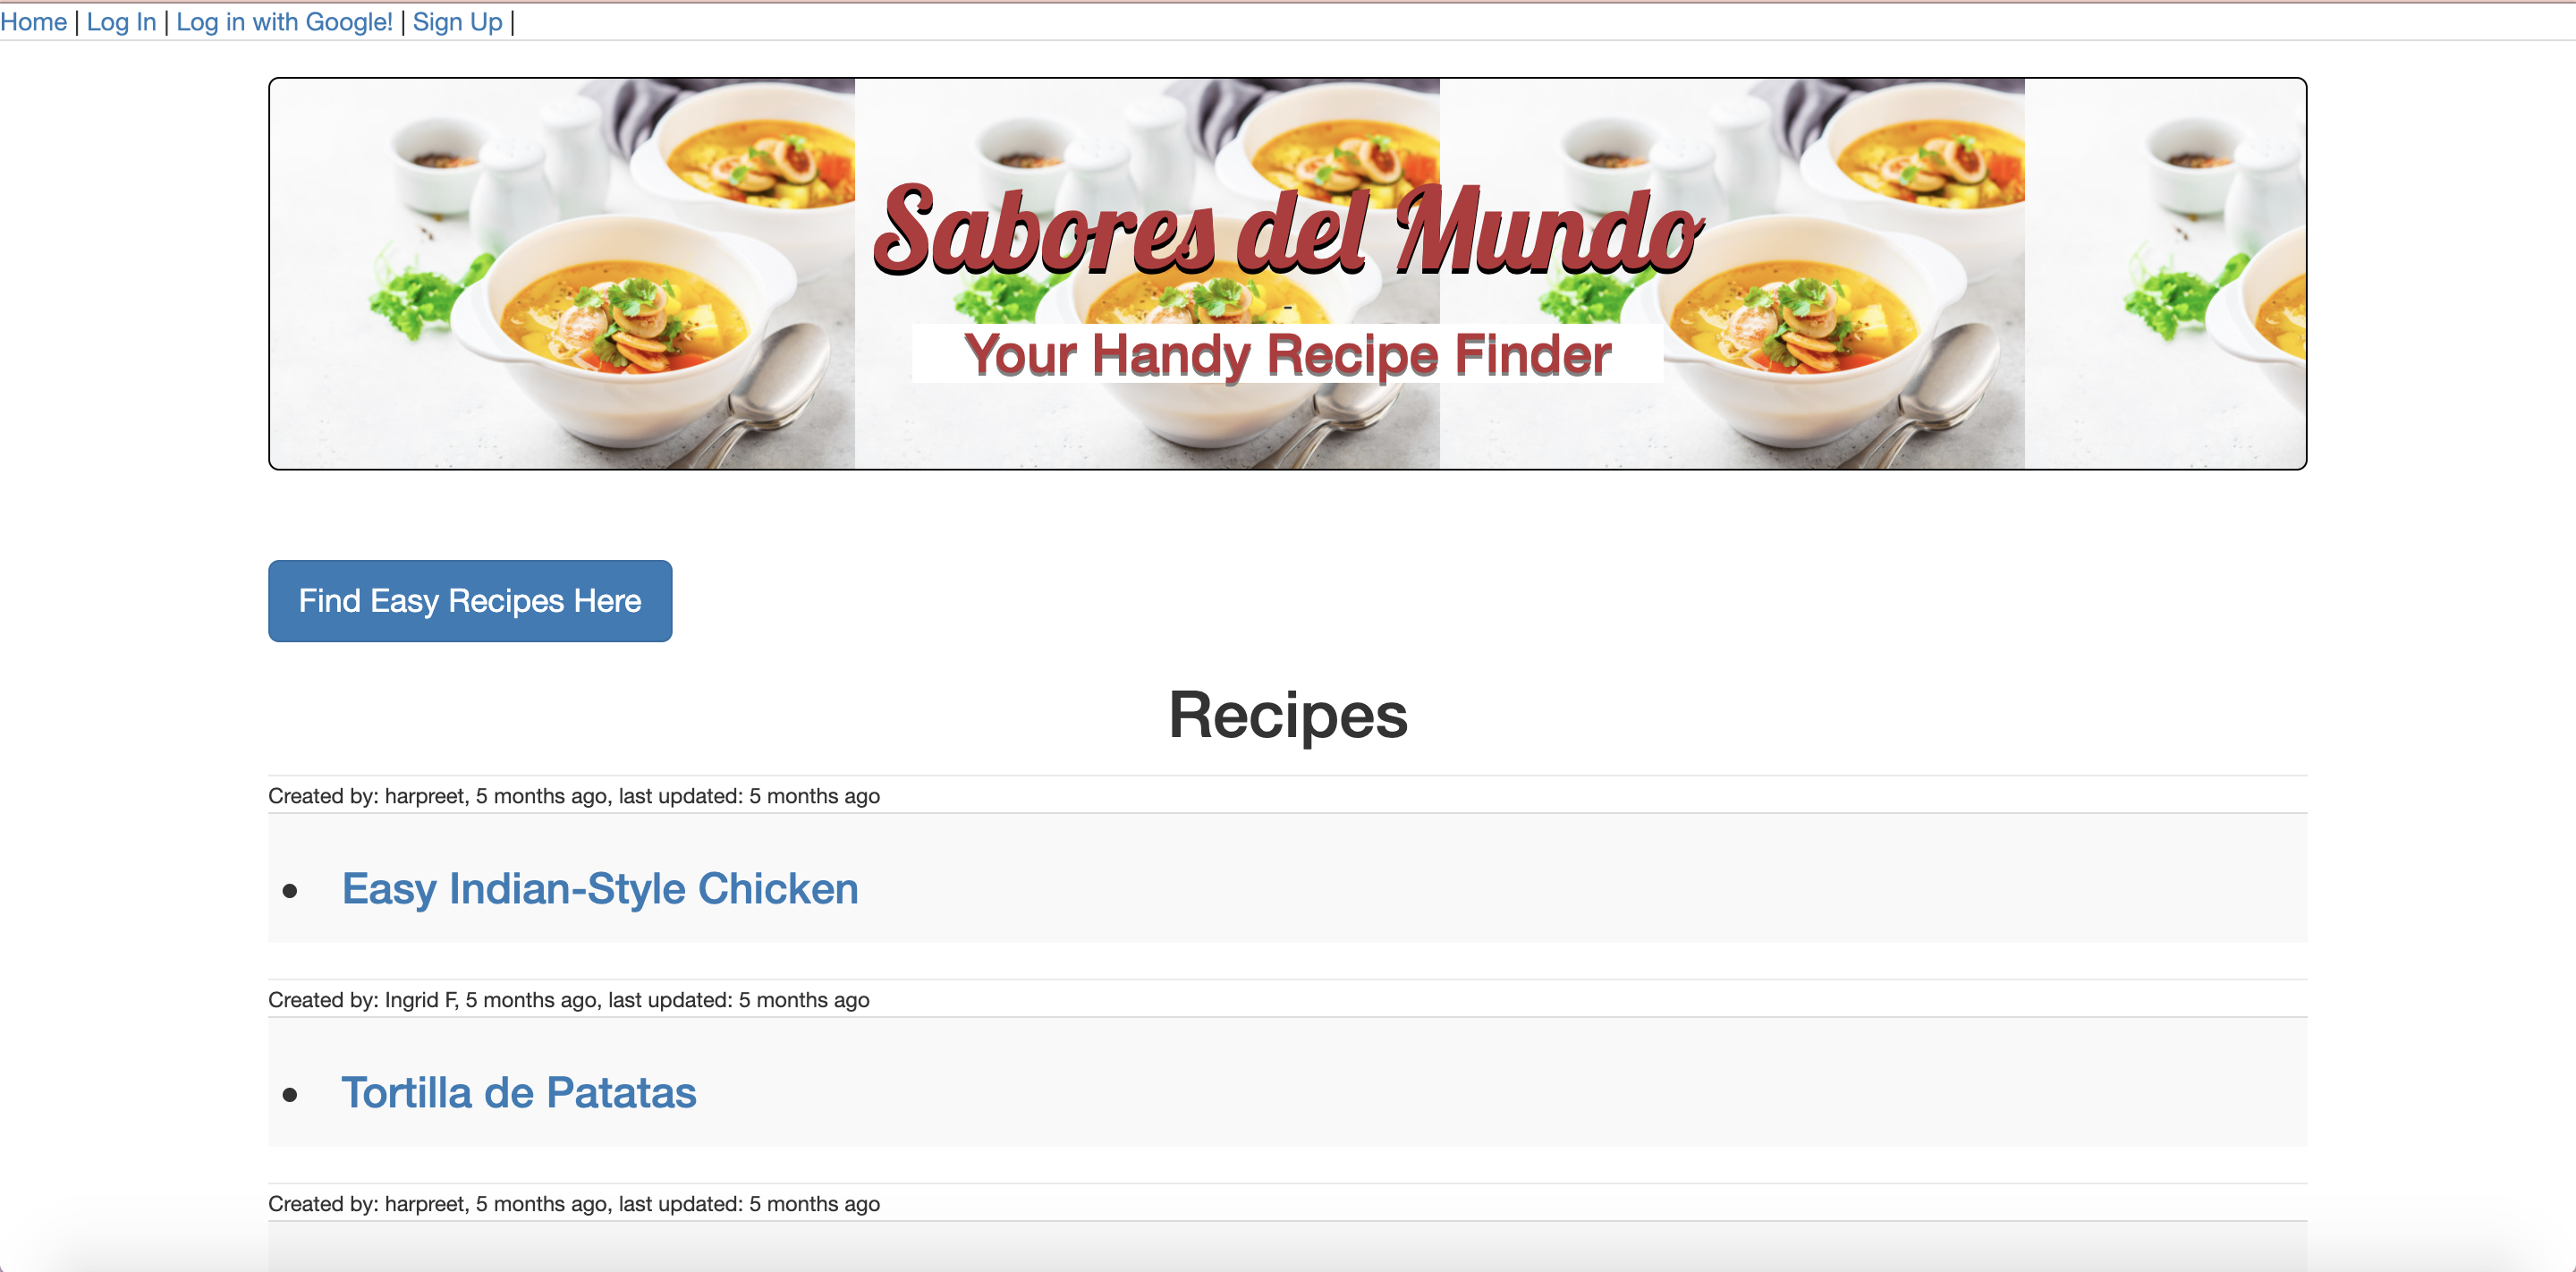 Home | Log In | Log in with Google! | Sign Up |
Sabores del Mundo
-
Your Handy Recipe Finder
Find Easy Recipes Here
Recipes
Created by: harpreet, 5 months ago, last updated: 5 months ago
• Easy Indian-Style Chicken
Created by: Ingrid F, 5 months ago, last updated: 5 months ago
• Tortilla de Patatas
Created by: harpreet, 5 months ago, last updated: 5 months ago